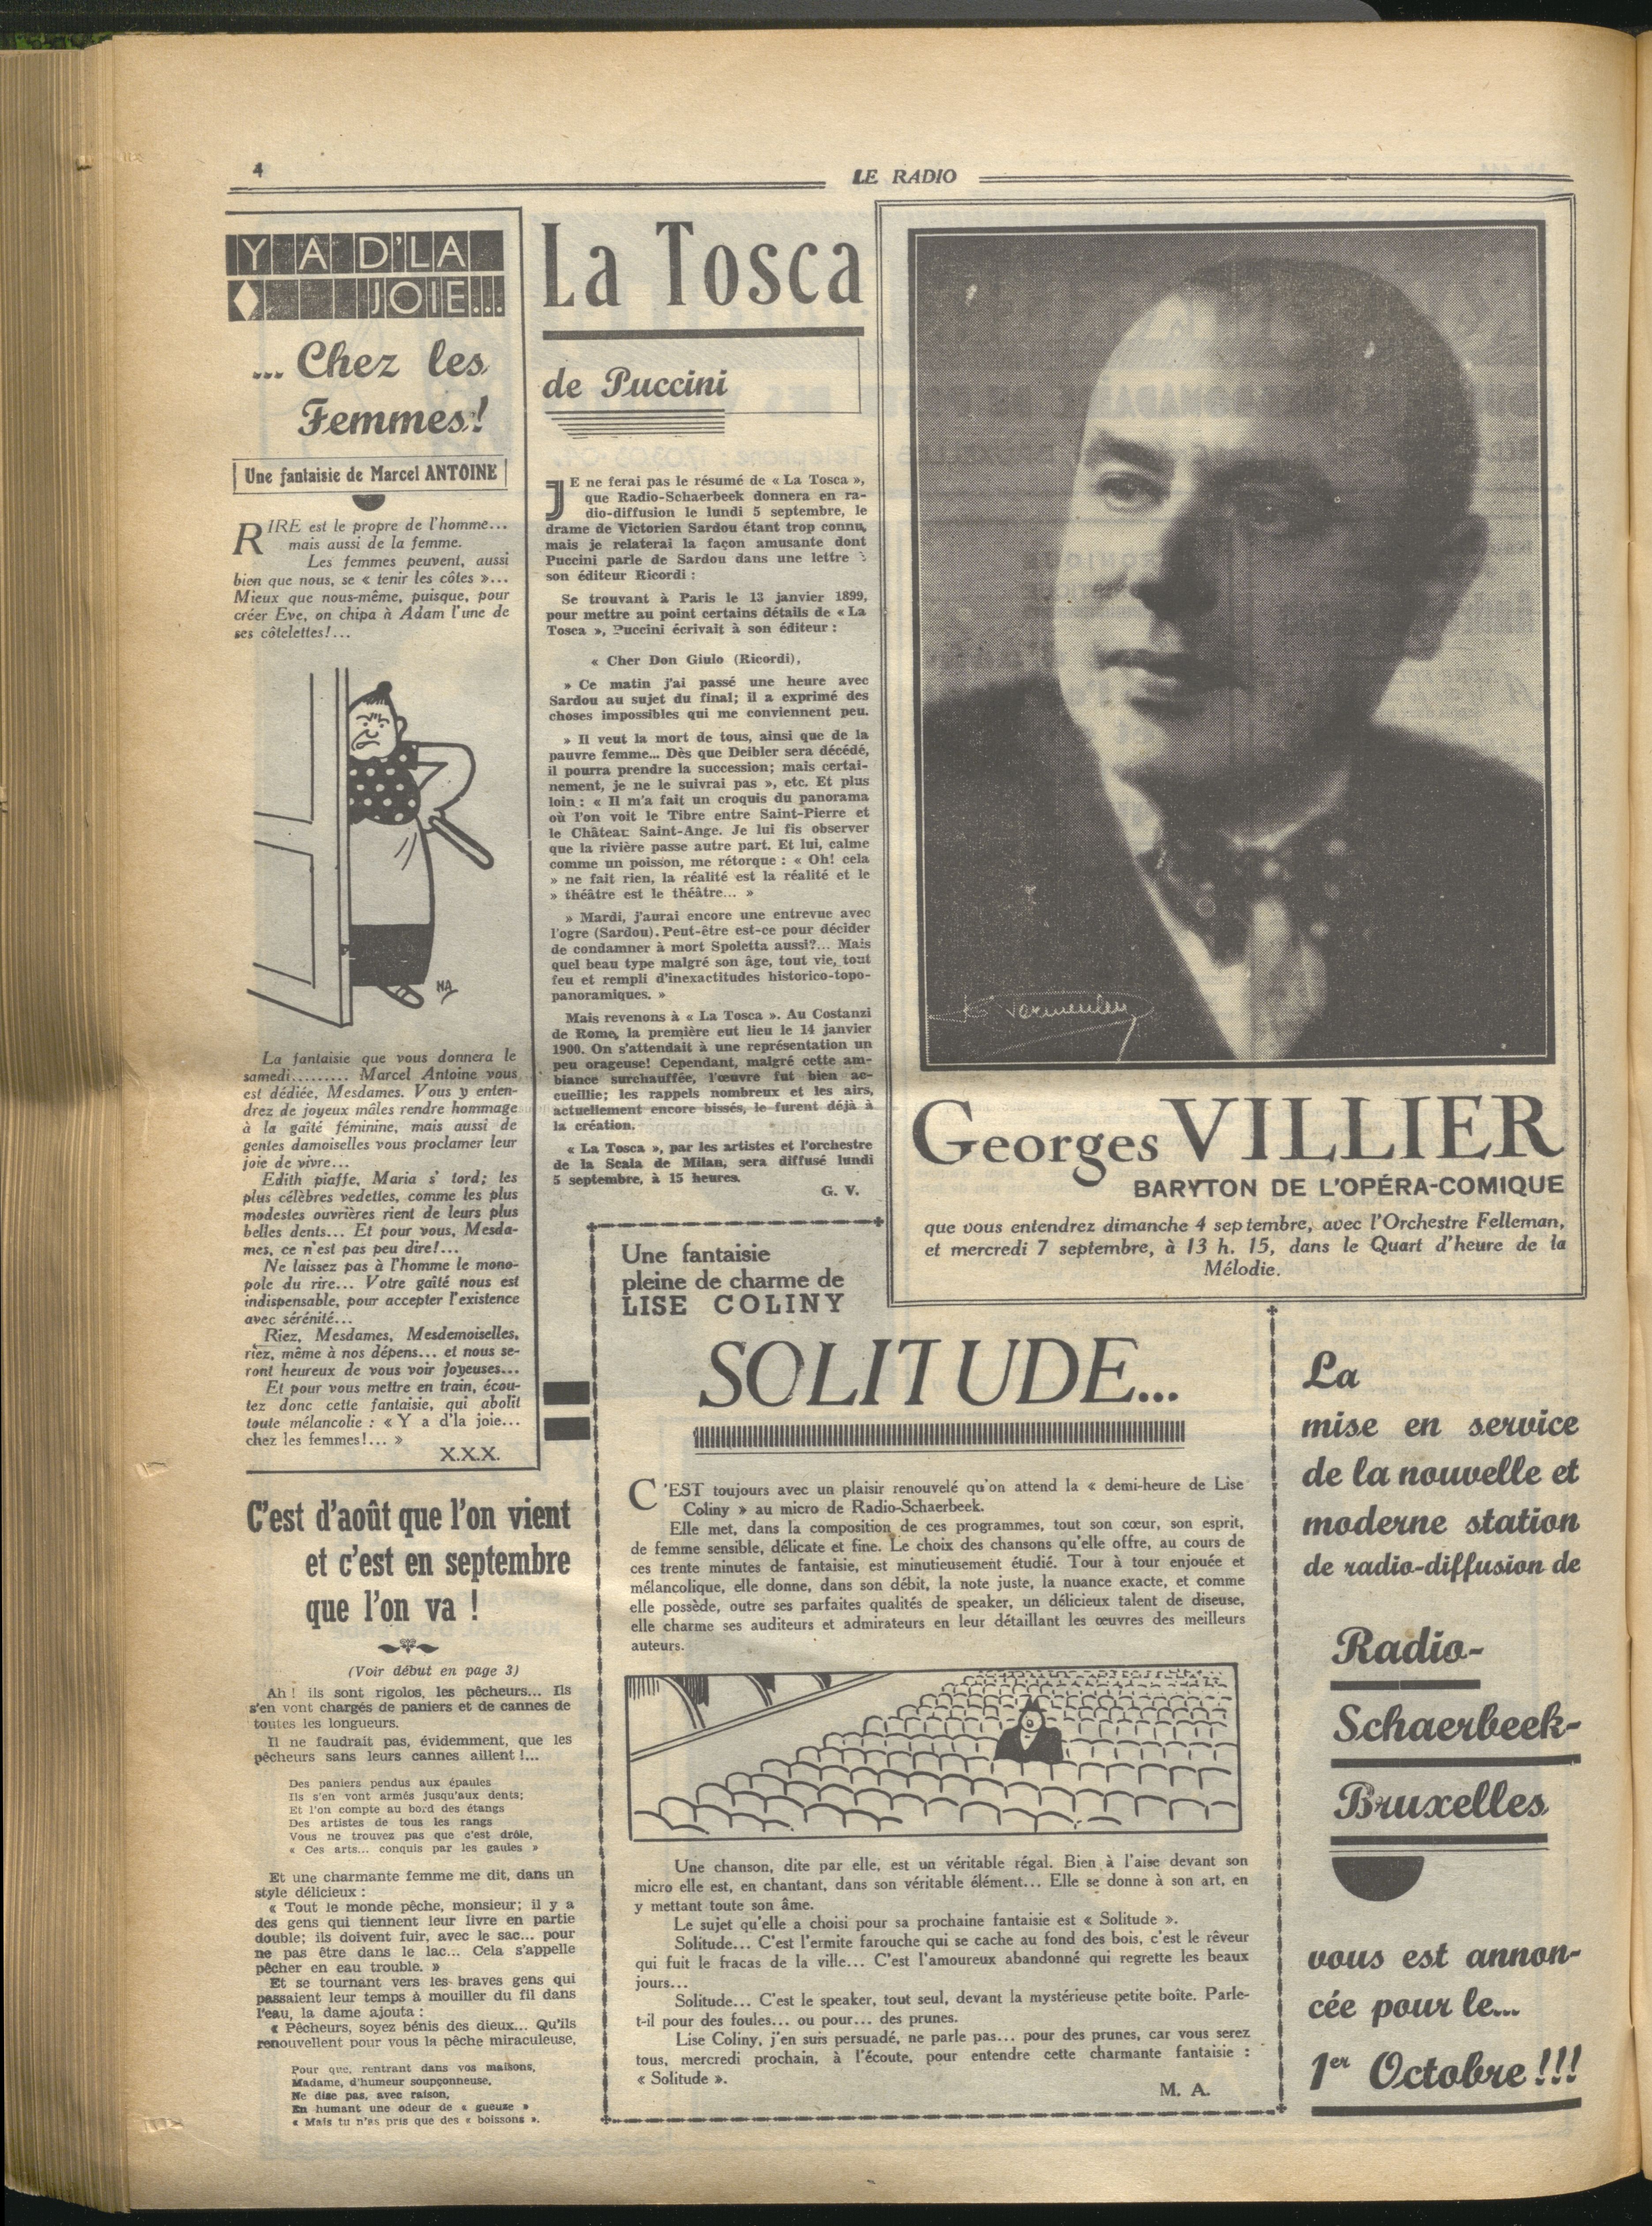 4
LE RADIO
Y A D'LA
JOIE...
... Chez les
Femmes!
Une fantaisie de Marcel ANTOINE
RIRE est le propre de l'homme...
mais aussi de la femme.
Les femmes peuvent, aussi
bien que nous, se « tenir les côtes »...
Mieux que nous-même, puisque, pour
créer Eve, on chipa à Adam l'une de
ses côtelettes!...
MA
La fantaisie que vous donnera le
samedi......... Marcel Antoine vous
est dédiée, Mesdames. Vous y enten-
drez de joyeux mâles rendre hommage
à la gaîté féminine, mais aussi de
gentes damoiselles vous proclamer leur
joie de vivre...
Edith piaffe, Maria s' tord; les
plus célèbres vedettes, comme les plus
modestes ouvrières rient de leurs plus
belles dents... Et pour vous, Mesda-
mes, ce n'est pas peu dire!...
Ne laissez pas à l'homme le mono-
pole du rire... Votre gaîté nous est
indispensable, pour accepter l'existence
avec sérénité...
Riez, Mesdames, Mesdemoiselles,
riez, même à nos dépens... et nous se-
ront heureux de vous voir joyeuses...
Et pour vous mettre en train, écou-
tez donc cette fantaisie, qui abolit
toute mélancolie : « Y a d'la joie...
chez les femmes!... »
X.X.X.
C'est d'août que l'on vient
et c'est en septembre
que l'on va !
(Voir début en page 3)
Ah ! ils sont rigolos, les pêcheurs... Ils
s'en vont chargés de paniers et de cannes de
toutes les longueurs.
Il ne faudrait pas, évidemment, que les
pêcheurs sans leurs cannes aillent !...
Des paniers pendus aux épaules
Ils s'en vont armés jusqu'aux dents;
Et l'on compte au bord des étangs
Des artistes de tous les rangs
Vous ne trouvez pas que c'est drôle,
« Ces arts... conquis par les gaules »
Et une charmante femme me dit, dans un
style délicieux :
« Tout le monde pêche, monsieur; il y a
des gens qui tiennent leur livre en partie
double; ils doivent fuir, avec le sac... pour
ne pas être dans le lac... Cela s'appelle
pêcher en eau trouble. »
Et se tournant vers les braves gens qui
passaient leur temps à mouiller du fil dans
l'eau, la dame ajouta :
« Pêcheurs, soyez bénis des dieux... Qu'ils
renouvellent pour vous la pêche miraculeuse,
Pour que, rentrant dans vos maisons,
Madame, d'humeur soupçonneuse,
Ne dise pas, avec raison,
En humant une odeur de « gueuze »
« Mais tu n'as pris que des « boissons ».
La Tosca
de Puccini
JE ne ferai pas le résumé de « La Tosca »,
que Radio-Schaerbeek donnera en ra-
dio-diffusion le lundi 5 septembre, le
drame de Victorien Sardou étant trop connu,
mais je relaterai la façon amusante dont
Puccini parle de Sardou dans une lettre à
son éditeur Ricordi :
Se trouvant à Paris le 13 janvier 1899,
pour mettre au point certains détails de « La
Tosca », Puccini écrivait à son éditeur :
« Cher Don Giulo (Ricordi),
» Ce matin j'ai passé une heure avec
Sardou au sujet du final; il a exprimé des
choses impossibles qui me conviennent peu.
» Il veut la mort de tous, ainsi que de la
pauvre femme... Dès que Deibler sera décédé,
il pourra prendre la succession; mais certai-
nement, je ne le suivrai pas », etc. Et plus
loin : « Il m'a fait un croquis du panorama
où l'on voit le Tibre entre Saint-Pierre et
le Château Saint-Ange. Je lui fis observer
que la rivière passe autre part. Et lui, calme
comme un poisson, me rétorque : « Oh! cela
» ne fait rien, la réalité est la réalité et le
» théâtre est le théâtre... »
» Mardi, j'aurai encore une entrevue avec
l'ogre (Sardou). Peut-être est-ce pour décider
de condamner à mort Spoletta aussi?... Mais
quel beau type malgré son âge, tout vie, tout
feu et rempli d'inexactitudes historico-topo-
panoramiques. »
Mais revenons à « La Tosca ». Au Costanzi
de Rome, la première eut lieu le 14 janvier
1900. On s'attendait à une représentation un
peu orageuse! Cependant, malgré cette am-
biance surchauffée, l'œuvre fut bien ac-
cueillie; les rappels nombreux et les airs,
actuellement encore bissés, le furent déjà à
la création.
« La Tosca », par les artistes et l'orchestre
de la Scala de Milan, sera diffusé lundi
5 septembre, à 15 heures.
G. V.
Vermeulen
Georges VILLIER
BARYTON DE L'OPÉRA-COMIQUE
que vous entendrez dimanche 4 septembre, avec l'Orchestre Felleman,
et mercredi 7 septembre, à 13 h. 15, dans le Quart d'heure de la
Mélodie.
Une fantaisie
pleine de charme de
LISE COLINY
SOLITUDE...
C'EST toujours avec un plaisir renouvelé qu'on attend la « demi-heure de Lise
Coliny » au micro de Radio-Schaerbeek.
Elle met, dans la composition de ces programmes, tout son cœur, son esprit,
de femme sensible, délicate et fine. Le choix des chansons qu'elle offre, au cours de
ces trente minutes de fantaisie, est minutieusement étudié. Tour à tour enjouée et
mélancolique, elle donne, dans son débit, la note juste, la nuance exacte, et comme
elle possède, outre ses parfaites qualités de speaker, un délicieux talent de diseuse,
elle charme ses auditeurs et admirateurs en leur détaillant les œuvres des meilleurs
auteurs.
Une chanson, dite par elle, est un véritable régal. Bien à l'aise devant son
micro elle est, en chantant, dans son véritable élément... Elle se donne à son art, en
y mettant toute son âme.
Le sujet qu'elle a choisi pour sa prochaine fantaisie est « Solitude ».
Solitude... C'est l'ermite farouche qui se cache au fond des bois, c'est le rêveur
qui fuit le fracas de la ville... C'est l'amoureux abandonné qui regrette les beaux
jours...
Solitude... C'est le speaker, tout seul, devant la mystérieuse petite boîte. Parle-
t-il pour des foules... ou pour... des prunes.
Lise Coliny, j'en suis persuadé, ne parle pas... pour des prunes, car vous serez
tous, mercredi prochain, à l'écoute, pour entendre cette charmante fantaisie :
« Solitude ».
M. A.
La
mise en service
de la nouvelle et
moderne station
de radio-diffusion de
Radio-
Schaerbeek-
Bruxelles
vous est annon-
cée pour le...
1er Octobre !!!